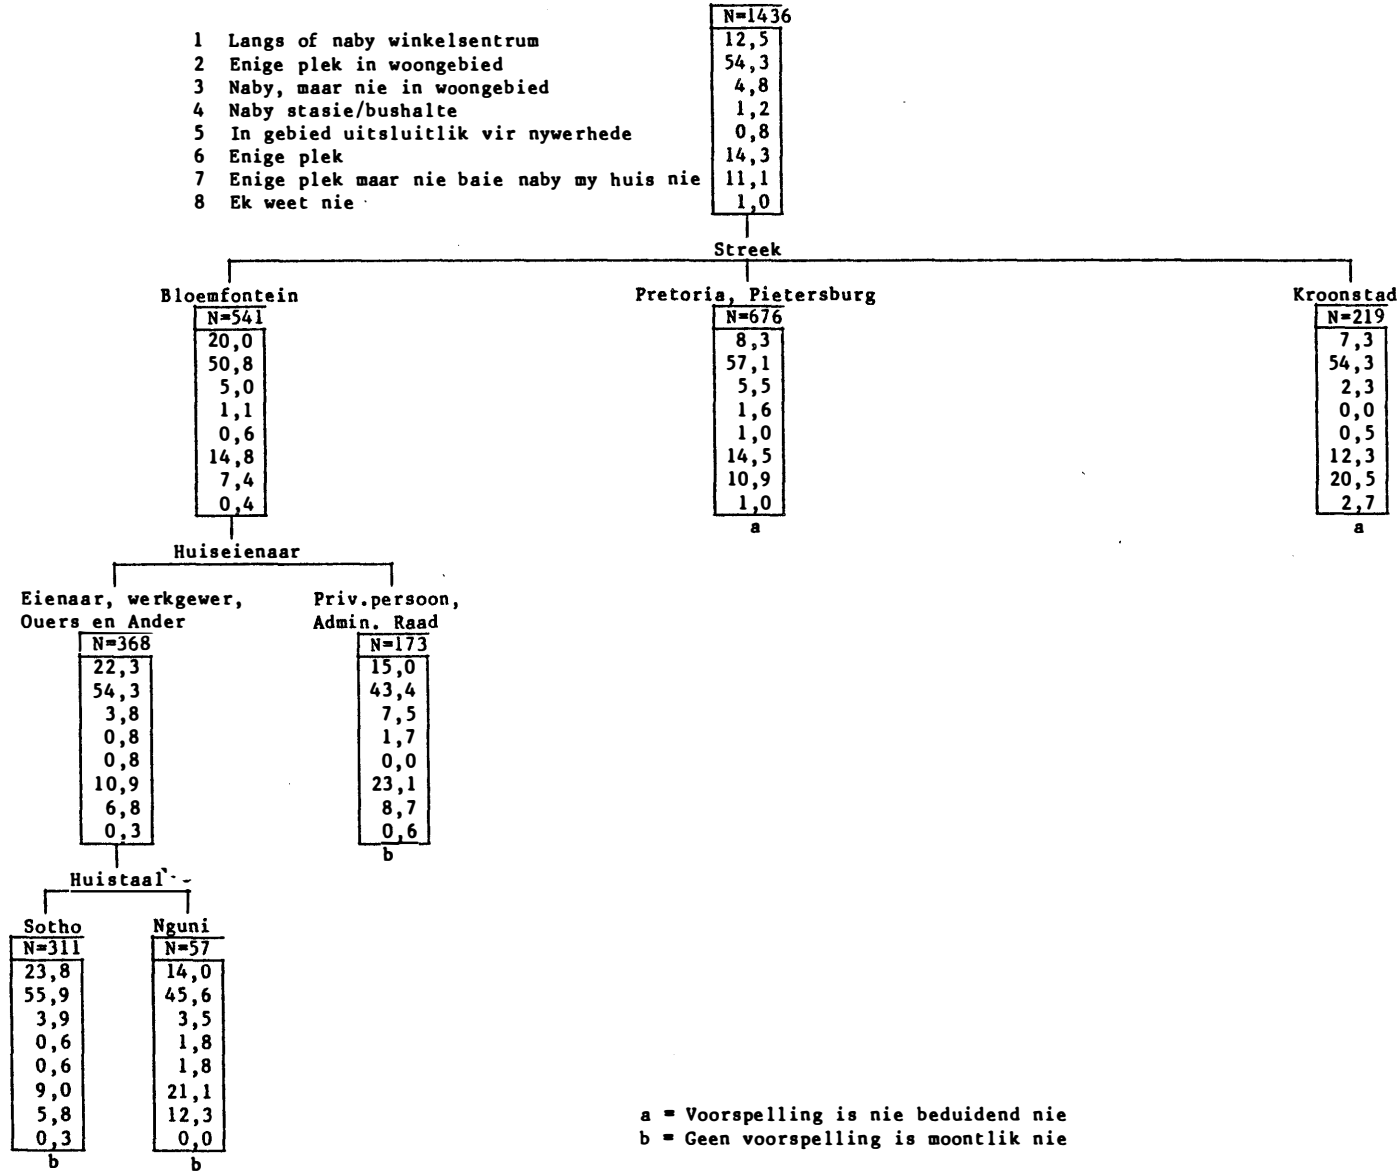 N=1436
1 Langs of naby winkelsentrum 12,5
2 Enige plek in woongebied 54,3
3 Naby, maar nie in woongebied 4,8
4 Naby stasie/bushalte 1,2
5 In gebied uitsluitlik vir nywerhede 0,8
6 Enige plek 14,3
7 Enige plek maar nie baie naby my huis nie 11,1
8 Ek weet nie 1,0
Streek
Bloemfontein Pretoria, Pietersburg Kroonstad
N=541 N=676 N=219
20,0 8,3 7,3
50,8 57,1 54,3
5,0 5,5 2,3
1,1 1,6 0,0
0,6 1,0 0,5
14,8 14,5 12,3
7,4 10,9 20,5
0,4 1,0 2,7
a a
Huiseienaar
Eienaar, werkgewer, Priv.persoon,
Ouers en Ander Admin. Raad
N=368 N=173
22,3 15,0
54,3 43,4
3,8 7,5
0,8 1,7
0,8 0,0
10,9 23,1
6,8 8,7
0,3 0,6
b
Huistaal
Sotho Nguni
N=311 N=57
23,8 14,0
55,9 45,6
3,9 3,5
0,6 1,8
0,6 1,8
9,0 21,1
5,8 12,3
0,3 0,0
b b
a = Voorspelling is nie beduidend nie
b = Geen voorspelling is moontlik nie